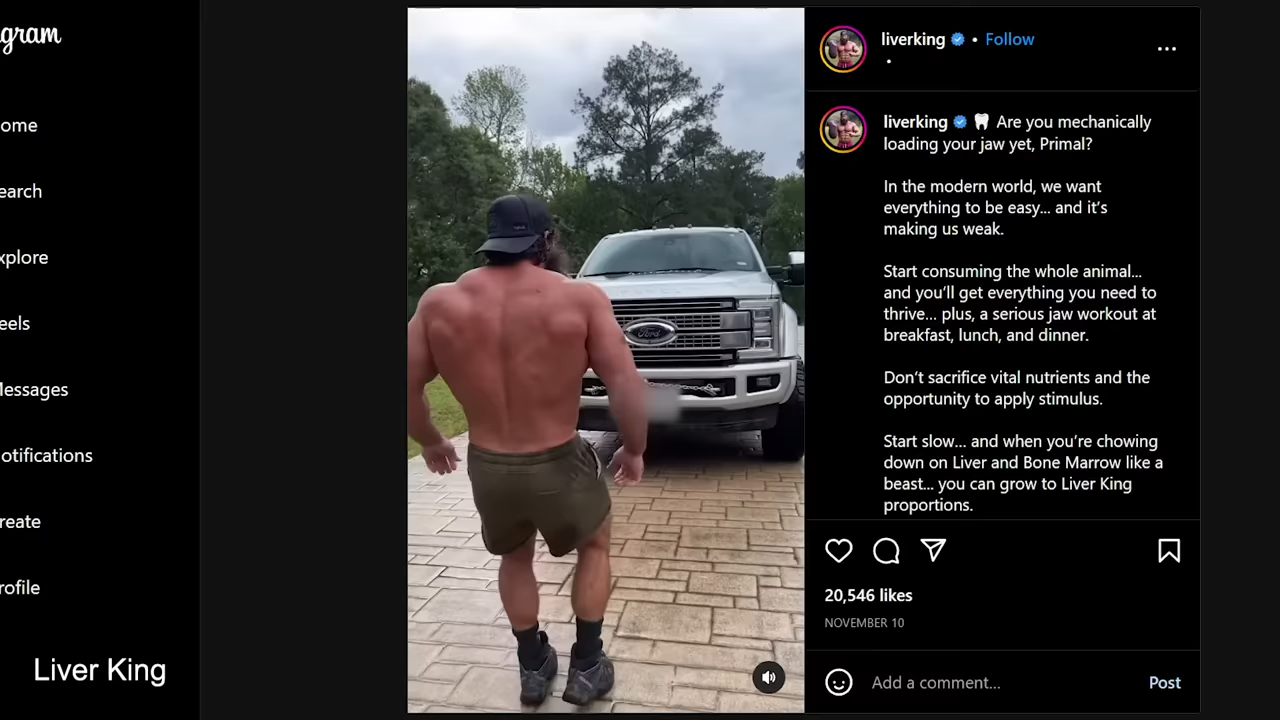 gram
ome
earch
xplore
eels
Messages
otifications
reate
rofile
Liver King
Ford
liverking • Follow
•
liverking 🦷 Are you mechanically
loading your jaw yet, Primal?
In the modern world, we want
everything to be easy... and it's
making us weak.
Start consuming the whole animal...
and you'll get everything you need to
thrive... plus, a serious jaw workout at
breakfast, lunch, and dinner.
Don't sacrifice vital nutrients and the
opportunity to apply stimulus.
Start slow... and when you're chowing
down on Liver and Bone Marrow like a
beast... you can grow to Liver King
proportions.
20,546 likes
NOVEMBER 10
Add a comment...
Post